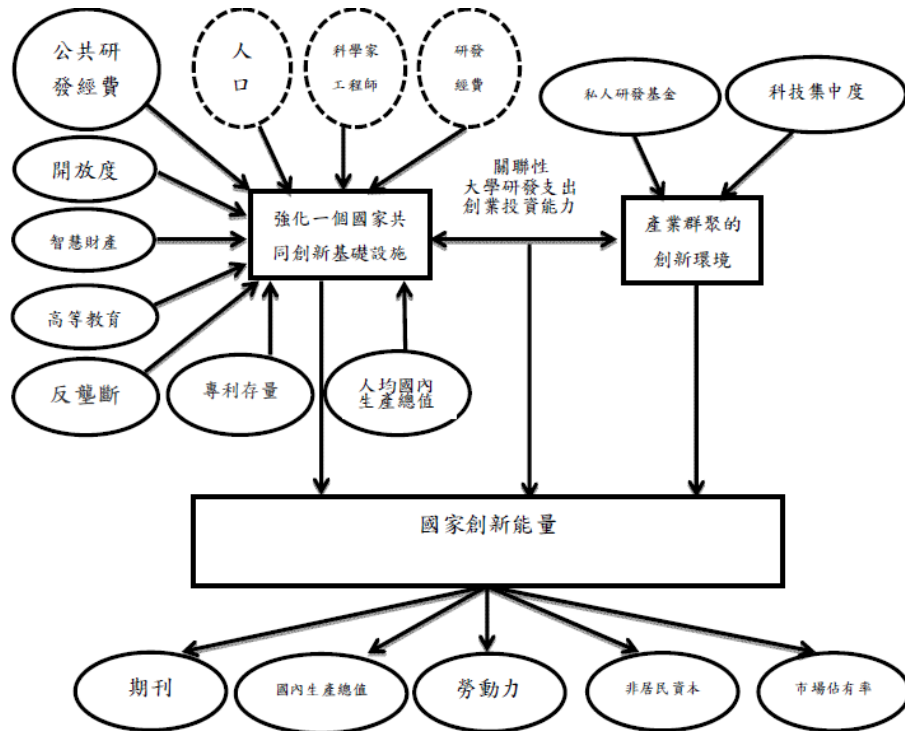 公共研
發經費
人
口
科學家
工程師
研發
經費
私人研發基金
科技集中度
開放度
智慧財產
高等教育
反壟斷
專利存量
人均國內
生產總值
強化一個國家共
同創新基礎設施
關聯性
大學研發支出
創業投資能力
產業群聚的
創新環境
國家創新能量
期刊
國內生產總值
勞動力
非居民資本
市場佔有率